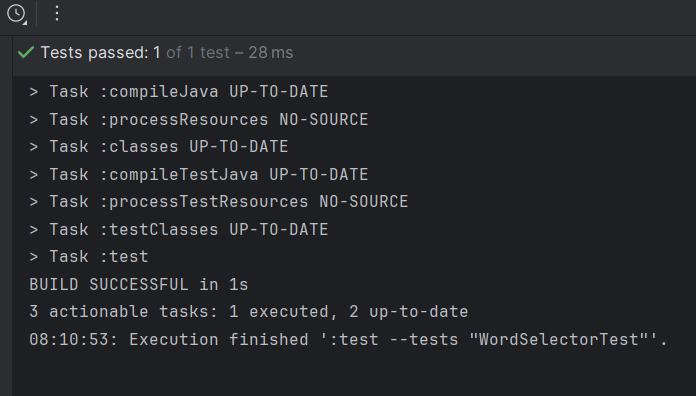 Tests passed: 1 of 1 test – 28 ms
> Task :compileJava UP-TO-DATE
> Task :processResources NO-SOURCE
> Task :classes UP-TO-DATE
> Task :compileTestJava UP-TO-DATE
> Task :processTestResources NO-SOURCE
> Task :testClasses UP-TO-DATE
> Task :test
BUILD SUCCESSFUL in 1s
3 actionable tasks: 1 executed, 2 up-to-date
08:10:53: Execution finished ':test --tests "WordSelectorTest"'.